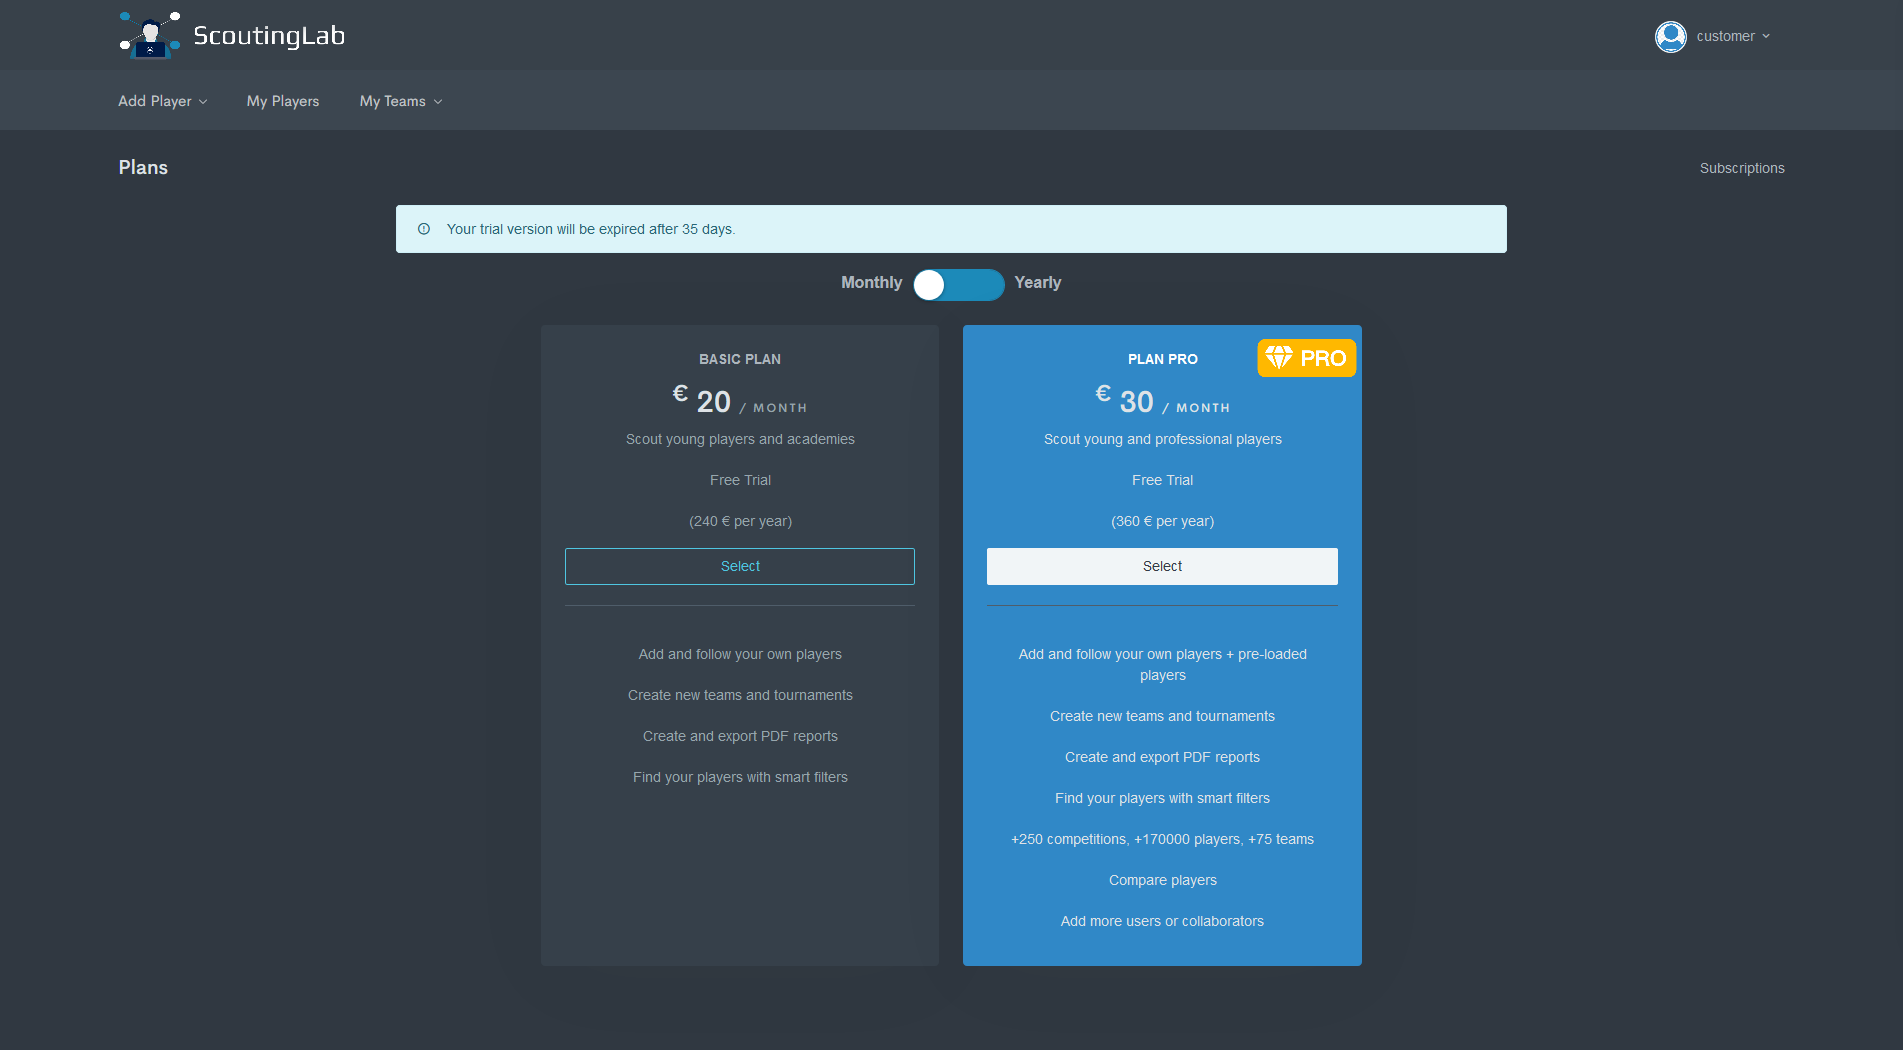 ScoutingLab
customer
Add Player
My Players
My Teams
Plans
Subscriptions
Your trial version will be expired after 35 days.
Monthly
Yearly
BASIC PLAN
€ 20 / MONTH
Scout young players and academies
Free Trial
(240 € per year)
Select
Add and follow your own players
Create new teams and tournaments
Create and export PDF reports
Find your players with smart filters
PLAN PRO
PRO
€ 30 / MONTH
Scout young and professional players
Free Trial
(360 € per year)
Select
Add and follow your own players + pre-loaded
players
Create new teams and tournaments
Create and export PDF reports
Find your players with smart filters
+250 competitions, +170000 players, +75 teams
Compare players
Add more users or collaborators